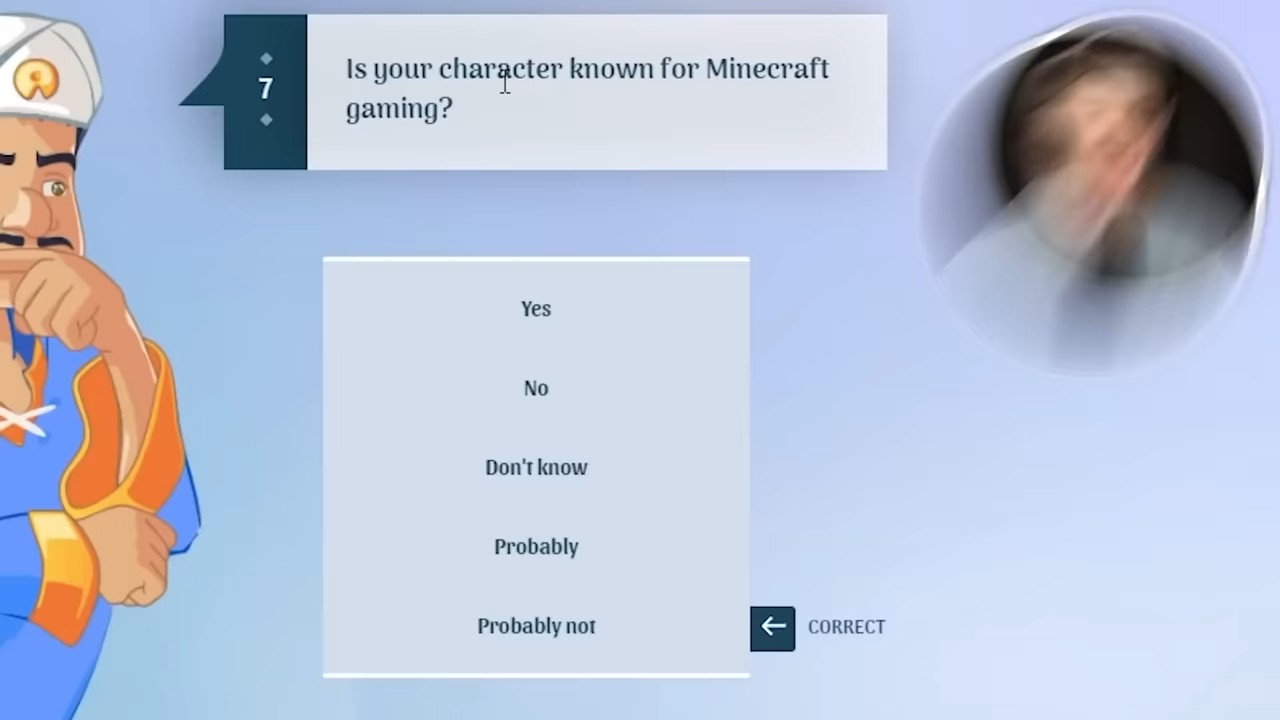 7
Is your character known for Minecraft
gaming?
Yes
No
Don't know
Probably
Probably not
CORRECT